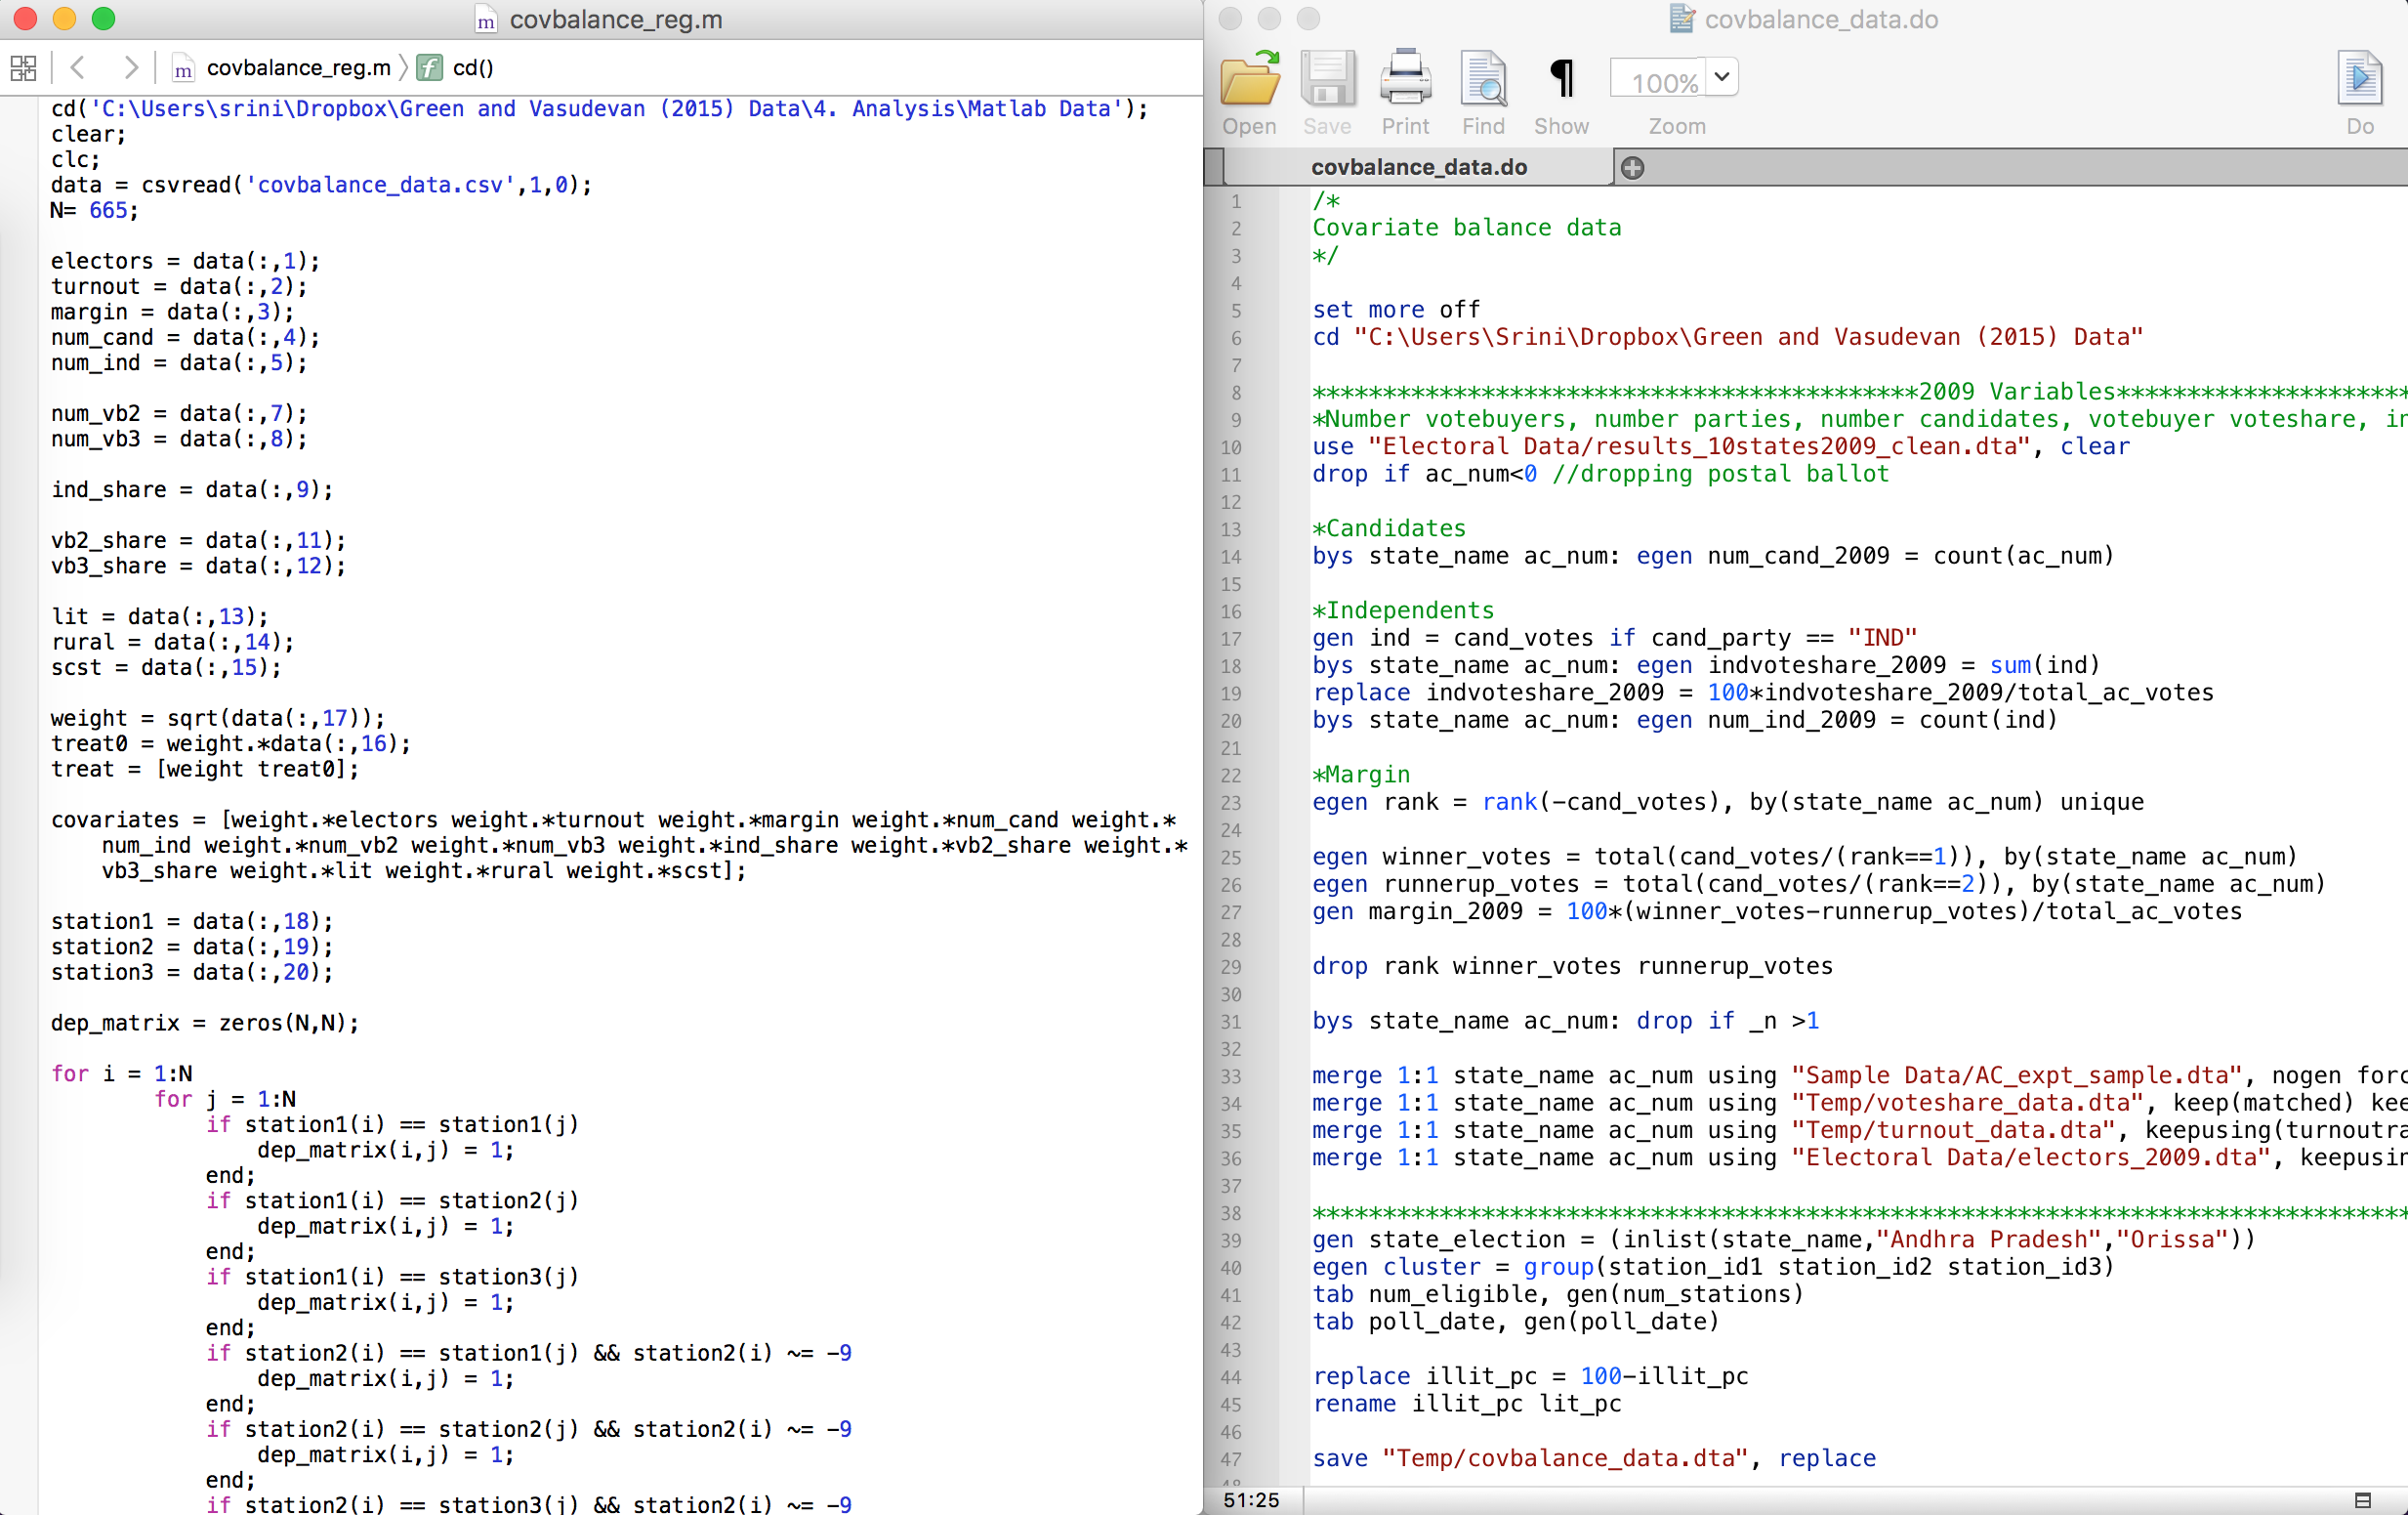 covbalance_reg.m
covbalance_reg.m
cd()
cd('C:\Users\srini\Dropbox\Green and Vasudevan (2015) Data\4. Analysis\Matlab Data');
clear;
clc;
data = csvread('covbalance_data.csv',1,0);
N= 665;
electors = data(:,1);
turnout = data(:,2);
margin = data(:,3);
num_cand = data(:,4);
num_ind = data(:,5);
num_vb2 = data(:,7);
num_vb3 = data(:,8);
ind_share = data(:,9);
vb2_share = data(:,11);
vb3_share = data(:,12);
lit = data(:,13);
rural = data(:,14);
scst = data(:,15);
weight = sqrt(data(:,17));
treat0 = weight.*data(:,16);
treat = [weight treat0];
covariates = [weight.*electors weight.*turnout weight.*margin weight.*num_cand weight.*
num_ind weight.*num_vb2 weight.*num_vb3 weight.*ind_share weight.*vb2_share weight.*
vb3_share weight.*lit weight.*rural weight.*scst];
station1 = data(:,18);
station2 = data(:,19);
station3 = data(:,20);
dep_matrix = zeros(N,N);
for i = 1:N
for j = 1:N
if station1(i) == station1(j)
dep_matrix(i,j) = 1;
end;
if station1(i) == station2(j)
dep_matrix(i,j) = 1;
end;
if station1(i) == station3(j)
dep_matrix(i,j) = 1;
end;
if station2(i) == station1(j) && station2(i) ~= -9
dep_matrix(i,j) = 1;
end;
if station2(i) == station2(j) && station2(i) ~= -9
dep_matrix(i,j) = 1;
end;
if station2(i) == station3(j) && station2(i) ~= -9
covbalance_data.do
100%
Open Save Print Find Show Zoom Do
covbalance_data.do
1 /*
2 Covariate balance data
3 */
4
5 set more off
6 cd "C:\Users\Srini\Dropbox\Green and Vasudevan (2015) Data"
7
8 *******************************************2009 Variables*********************
9 *Number votebuyers, number parties, number candidates, votebuyer voteshare, in
10 use "Electoral Data/results_10states2009_clean.dta", clear
11 drop if ac_num<0 //dropping postal ballot
12
13 *Candidates
14 bys state_name ac_num: egen num_cand_2009 = count(ac_num)
15
16 *Independents
17 gen ind = cand_votes if cand_party == "IND"
18 bys state_name ac_num: egen indvoteshare_2009 = sum(ind)
19 replace indvoteshare_2009 = 100*indvoteshare_2009/total_ac_votes
20 bys state_name ac_num: egen num_ind_2009 = count(ind)
21
22 *Margin
23 egen rank = rank(-cand_votes), by(state_name ac_num) unique
24
25 egen winner_votes = total(cand_votes/(rank==1)), by(state_name ac_num)
26 egen runnerup_votes = total(cand_votes/(rank==2)), by(state_name ac_num)
27 gen margin_2009 = 100*(winner_votes-runnerup_votes)/total_ac_votes
28
29 drop rank winner_votes runnerup_votes
30
31 bys state_name ac_num: drop if _n >1
32
33 merge 1:1 state_name ac_num using "Sample Data/AC_expt_sample.dta", nogen forc
34 merge 1:1 state_name ac_num using "Temp/voteshare_data.dta", keep(matched) kee
35 merge 1:1 state_name ac_num using "Temp/turnout_data.dta", keepusing(turnoutra
36 merge 1:1 state_name ac_num using "Electoral Data/electors_2009.dta", keepusin
37
38 ******************************************************************************
39 gen state_election = (inlist(state_name,"Andhra Pradesh","Orissa"))
40 egen cluster = group(station_id1 station_id2 station_id3)
41 tab num_eligible, gen(num_stations)
42 tab poll_date, gen(poll_date)
43
44 replace illit_pc = 100-illit_pc
45 rename illit_pc lit_pc
46
47 save "Temp/covbalance_data.dta", replace
51:25